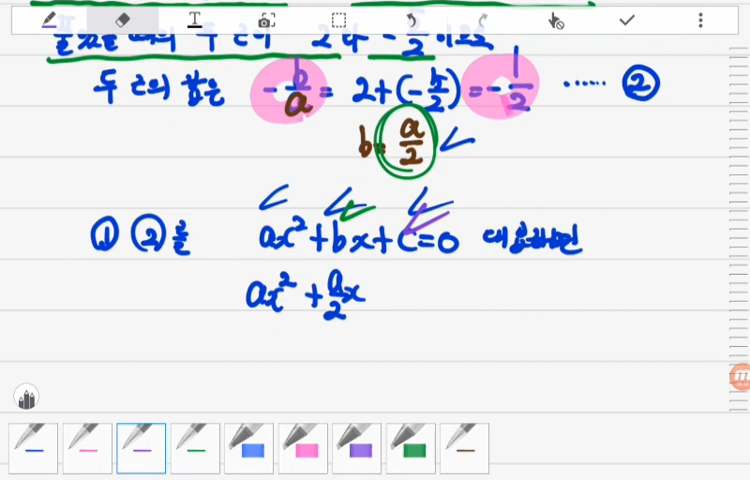 두 근의 합은 -b/a = 2+(-5/2) = -1/2 ...... ②
b = a/2
① ②를 ax²+bx+c=0 대입하면
ax² + a/2x